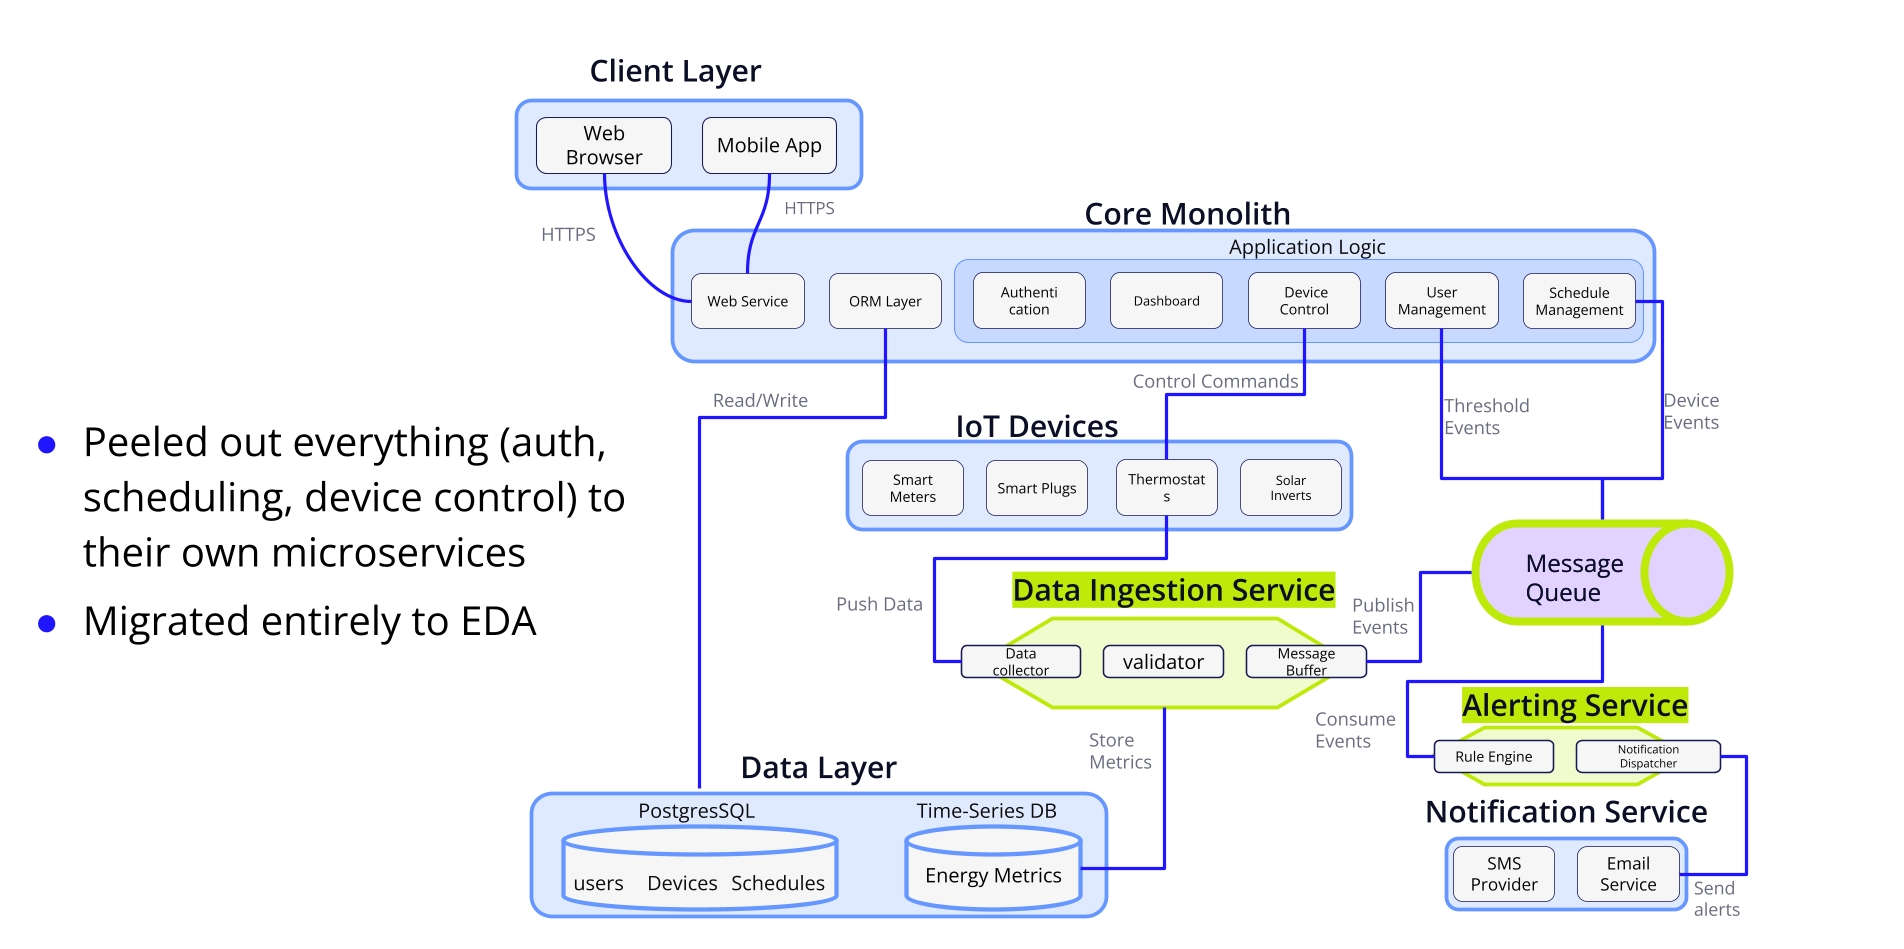 Client Layer
Web
Browser
Mobile App
HTTPS
HTTPS
Core Monolith
Application Logic
Web Service
ORM Layer
Authenti
cation
Dashboard
Device
Control
User
Management
Schedule
Management
Read/Write
Control Commands
Threshold
Events
Device
Events
● Peeled out everything (auth,
scheduling, device control) to
their own microservices
● Migrated entirely to EDA
IoT Devices
Smart
Meters
Smart Plugs
Thermostat
s
Solar
Inverts
Message
Queue
Data Ingestion Service
Push Data
Publish
Events
Data
collector
validator
Message
Buffer
Alerting Service
Consume
Events
Rule Engine
Notification
Dispatcher
Store
Metrics
Data Layer
PostgresSQL
users
Devices
Schedules
Time-Series DB
Energy Metrics
Notification Service
SMS
Provider
Email
Service
Send
alerts